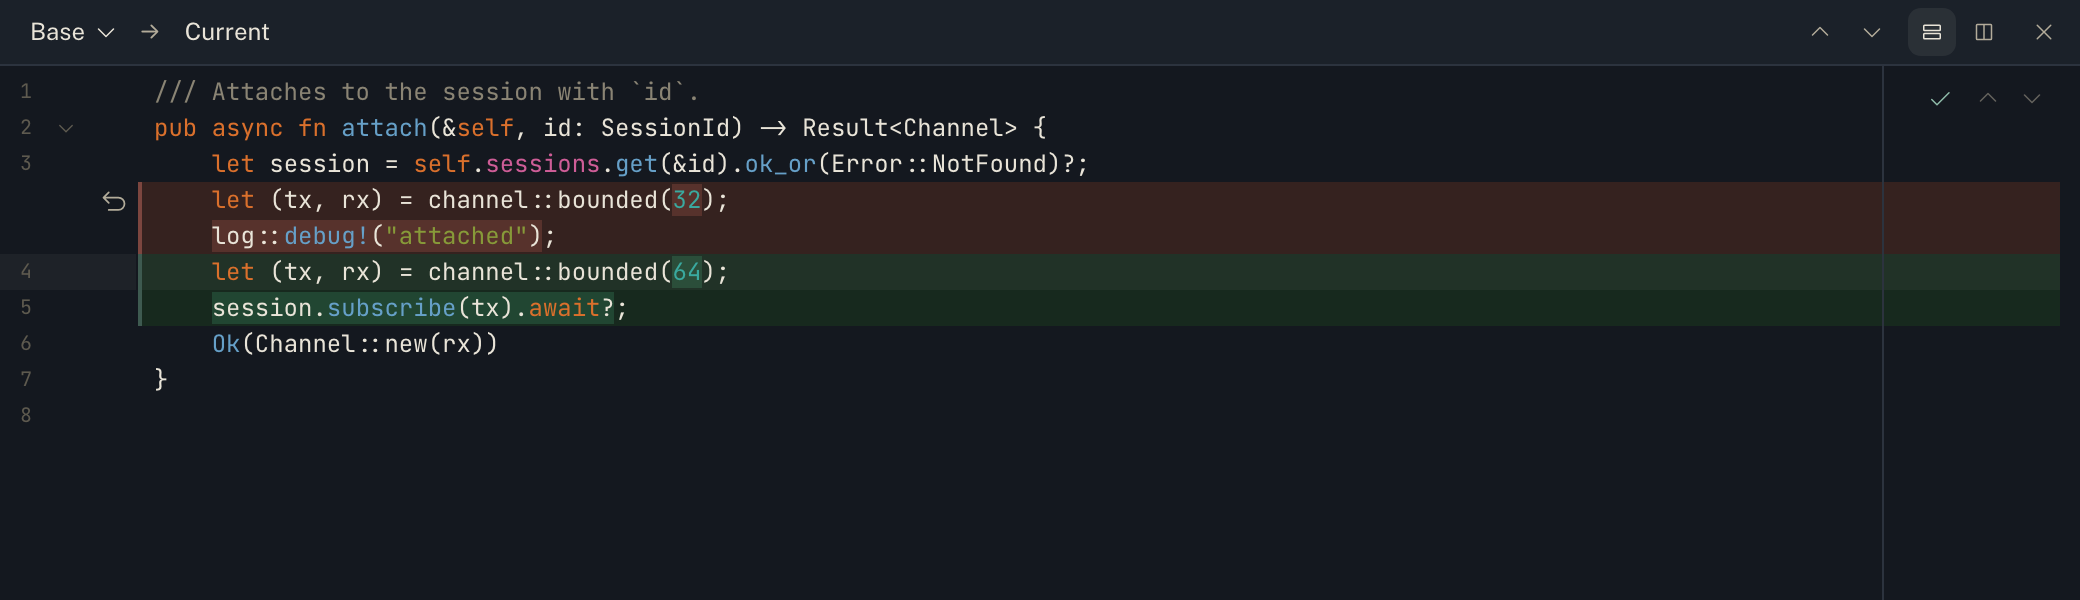 Base → Current
1 /// Attaches to the session with `id`.
2 pub async fn attach(&self, id: SessionId) -> Result<Channel> {
3     let session = self.sessions.get(&id).ok_or(Error::NotFound)?;
    let (tx, rx) = channel::bounded(32);
    log::debug!("attached");
4     let (tx, rx) = channel::bounded(64);
5     session.subscribe(tx).await?;
6     Ok(Channel::new(rx))
7 }
8